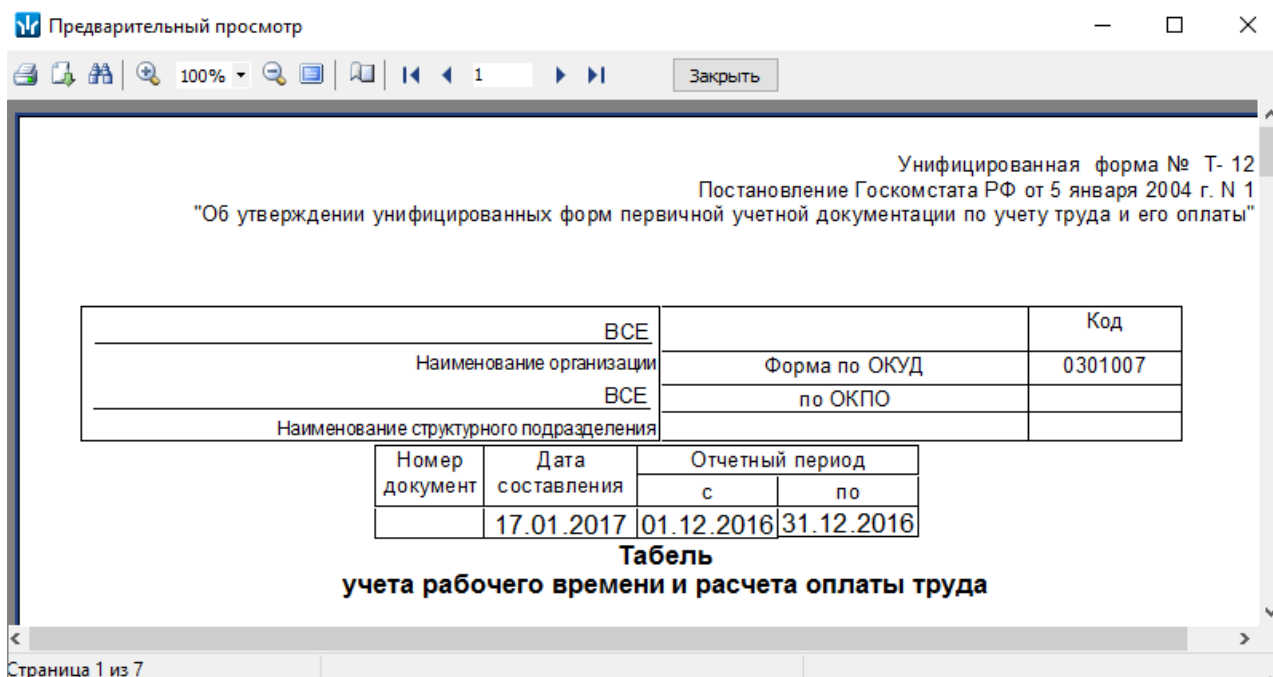 Предварительный просмотр
100% 1 Закрыть
Унифицированная форма № Т- 12
Постановление Госкомстата РФ от 5 января 2004 г. N 1
"Об утверждении унифицированных форм первичной учетной документации по учету труда и его оплаты"
ВСЕ Код
Наименование организации Форма по ОКУД 0301007
ВСЕ по ОКПО
Наименование структурного подразделения
Номер Дата Отчетный период
документ составления с по
17.01.2017 01.12.2016 31.12.2016
Табель
учета рабочего времени и расчета оплаты труда
Страница 1 из 7